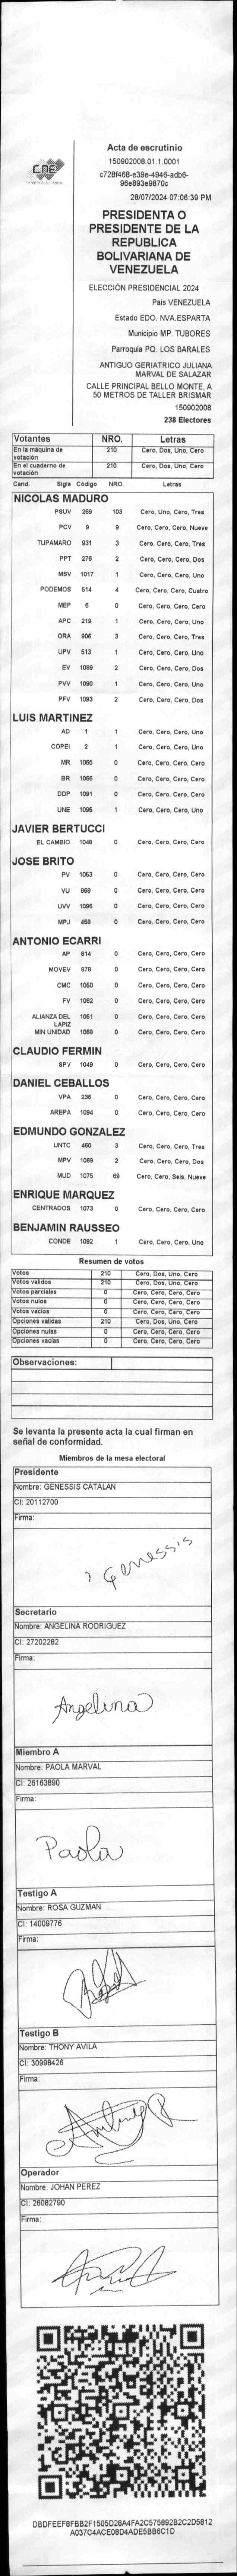 CNE
Acta de escrutinio
150902008.01.1.0001
c728f468-e39e-4946-adb6-
96e893e9870c
28/07/2024 07:06:39 PM
PRESIDENTA O
PRESIDENTE DE LA
REPUBLICA
BOLIVARIANA DE
VENEZUELA
ELECCIÓN PRESIDENCIAL 2024
Pais VENEZUELA
Estado EDO. NVA.ESPARTA
Municipio MP. TUBORES
Parroquia PQ. LOS BARALES
ANTIGUO GERIATRICO JULIANA
MARVAL DE SALAZAR
CALLE PRINCIPAL BELLO MONTE, A
50 METROS DE TALLER BRISMAR
150902008
238 Electores
Votantes NRO. Letras
En la máquina de votación 210 Cero, Dos, Uno, Cero
En el cuaderno de votación 210 Cero, Dos, Uno, Cero
Cand. Sigla Código NRO. Letras
NICOLAS MADURO
PSUV 269 103 Cero, Uno, Cero, Tres
PCV 9 9 Cero, Cero, Cero, Nueve
TUPAMARO 931 3 Cero, Cero, Cero, Tres
PPT 276 2 Cero, Cero, Cero, Dos
MSV 1017 1 Cero, Cero, Cero, Uno
PODEMOS 514 4 Cero, Cero, Cero, Cuatro
MEP 6 0 Cero, Cero, Cero, Cero
APC 219 1 Cero, Cero, Cero, Uno
ORA 906 3 Cero, Cero, Cero, Tres
UPV 513 1 Cero, Cero, Cero, Uno
EV 1089 2 Cero, Cero, Cero, Dos
PVV 1090 1 Cero, Cero, Cero, Uno
PFV 1093 2 Cero, Cero, Cero, Dos
LUIS MARTINEZ
AD 1 1 Cero, Cero, Cero, Uno
COPEI 2 1 Cero, Cero, Cero, Uno
MR 1065 0 Cero, Cero, Cero, Cero
BR 1066 0 Cero, Cero, Cero, Cero
DDP 1091 0 Cero, Cero, Cero, Cero
UNE 1095 1 Cero, Cero, Cero, Uno
JAVIER BERTUCCI
EL CAMBIO 1048 0 Cero, Cero, Cero, Cero
JOSE BRITO
PV 1053 0 Cero, Cero, Cero, Cero
VU 868 0 Cero, Cero, Cero, Cero
UVV 1096 0 Cero, Cero, Cero, Cero
MPJ 458 0 Cero, Cero, Cero, Cero
ANTONIO ECARRI
AP 814 0 Cero, Cero, Cero, Cero
MOVEV 978 0 Cero, Cero, Cero, Cero
CMC 1050 0 Cero, Cero, Cero, Cero
FV 1052 0 Cero, Cero, Cero, Cero
ALIANZA DEL LAPIZ 1051 0 Cero, Cero, Cero, Cero
MIN UNIDAD 1068 0 Cero, Cero, Cero, Cero
CLAUDIO FERMIN
SPV 1049 0 Cero, Cero, Cero, Cero
DANIEL CEBALLOS
VPA 236 0 Cero, Cero, Cero, Cero
AREPA 1094 0 Cero, Cero, Cero, Cero
EDMUNDO GONZALEZ
UNTC 460 3 Cero, Cero, Cero, Tres
MPV 1069 2 Cero, Cero, Cero, Dos
MUD 1075 69 Cero, Cero, Seis, Nueve
ENRIQUE MARQUEZ
CENTRADOS 1073 0 Cero, Cero, Cero, Cero
BENJAMIN RAUSSEO
CONDE 1092 1 Cero, Cero, Cero, Uno
Resumen de votos
Votos 210 Cero, Dos, Uno, Cero
Votos validos 210 Cero, Dos, Uno, Cero
Votos parciales 0 Cero, Cero, Cero, Cero
Votos nulos 0 Cero, Cero, Cero, Cero
Votos vacios 0 Cero, Cero, Cero, Cero
Opciones validas 210 Cero, Dos, Uno, Cero
Opciones nulas 0 Cero, Cero, Cero, Cero
Opciones vacias 0 Cero, Cero, Cero, Cero
Observaciones:
Se levanta la presente acta la cual firman en
señal de conformidad.
Miembros de la mesa electoral
Presidente
Nombre: GENESSIS CATALAN
CI: 20112700
Firma:
Genessis
Secretario
Nombre: ANGELINA RODRIGUEZ
CI: 27202282
Firma:
Angelina
Miembro A
Nombre: PAOLA MARVAL
CI: 26163890
Firma:
Paola
Testigo A
Nombre: ROSA GUZMAN
CI: 14009776
Firma:
Testigo B
Nombre: THONY AVILA
CI: 30998426
Firma:
Operador
Nombre: JOHAN PEREZ
CI: 26082790
Firma:
DBDFEEF8FBB2F1505D28A4FA2C575892B2C2D5812
A037C4ACE08D4ADE5BB6C1D